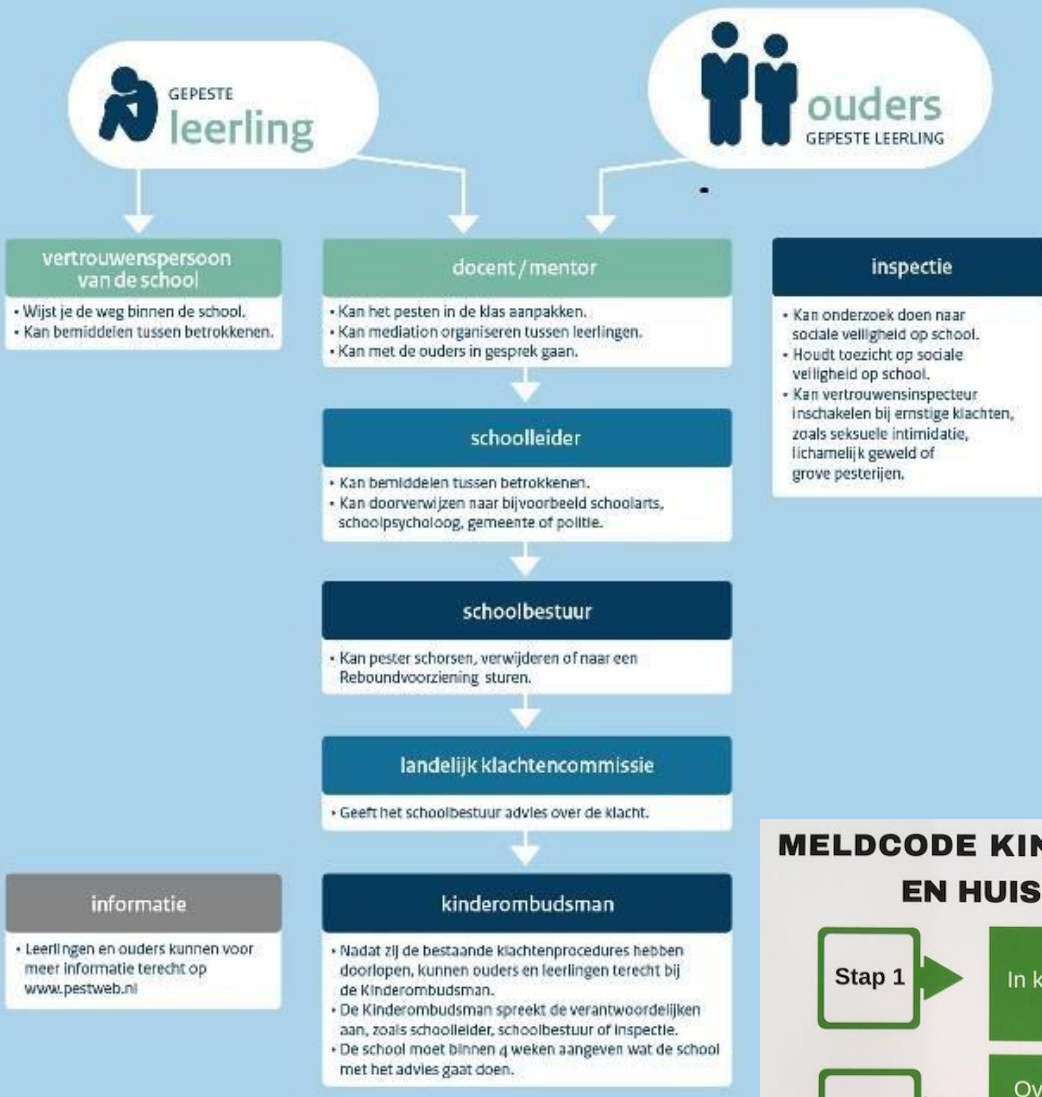 GEPESTE
leerling
ouders
GEPESTE LEERLING
vertrouwenspersoon
van de school
• Wijst je de weg binnen de school.
• Kan bemiddelen tussen betrokkenen.
docent / mentor
• Kan het pesten in de klas aanpakken.
• Kan mediation organiseren tussen leerlingen.
• Kan met de ouders in gesprek gaan.
inspectie
• Kan onderzoek doen naar
sociale veiligheid op school.
• Houdt toezicht op sociale
veiligheid op school.
• Kan vertrouwensinspecteur
inschakelen bij ernstige klachten,
zoals seksuele intimidatie,
lichamelijk geweld of
grove pesterijen.
schoolleider
• Kan bemiddelen tussen betrokkenen.
• Kan doorverwijzen naar bijvoorbeeld schoolarts,
schoolpsycholoog, gemeente of politie.
schoolbestuur
• Kan pester schorsen, verwijderen of naar een
Reboundvoorziening sturen.
landelijk klachtencommissie
• Geeft het schoolbestuur advies over de klacht.
informatie
• Leerlingen en ouders kunnen voor
meer informatie terecht op
www.pestweb.nl
kinderombudsman
• Nadat zij de bestaande klachtenprocedures hebben
doorlopen, kunnen ouders en leerlingen terecht bij
de Kinderombudsman.
• De Kinderombudsman spreekt de verantwoordelijken
aan, zoals schoolleider, schoolbestuur of inspectie.
• De school moet binnen 4 weken aangeven wat de school
met het advies gaat doen.
MELDCODE
EN
Stap 1
In